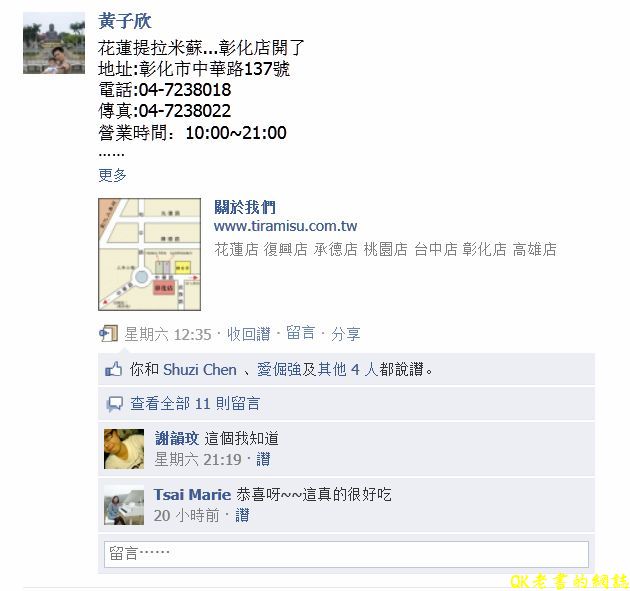 黃子欣
花蓮提拉米蘇...彰化店開了
地址:彰化市中華路137號
電話:04-7238018
傳真:04-7238022
營業時間：10:00~21:00
……
更多
關於我們
www.tiramisu.com.tw
花蓮店 復興店 承德店 桃園店 台中店 彰化店 高雄店
彰化店
星期六 12:35 · 收回讚 · 留言 · 分享
你和 Shuzi Chen 、愛倔強及其他 4 人都說讚。
查看全部 11 則留言
謝韻玟 這個我知道
星期六 21:19 · 讚
Tsai Marie 恭喜呀~~這真的很好吃
20 小時前 · 讚
留言……
QK老書的網誌